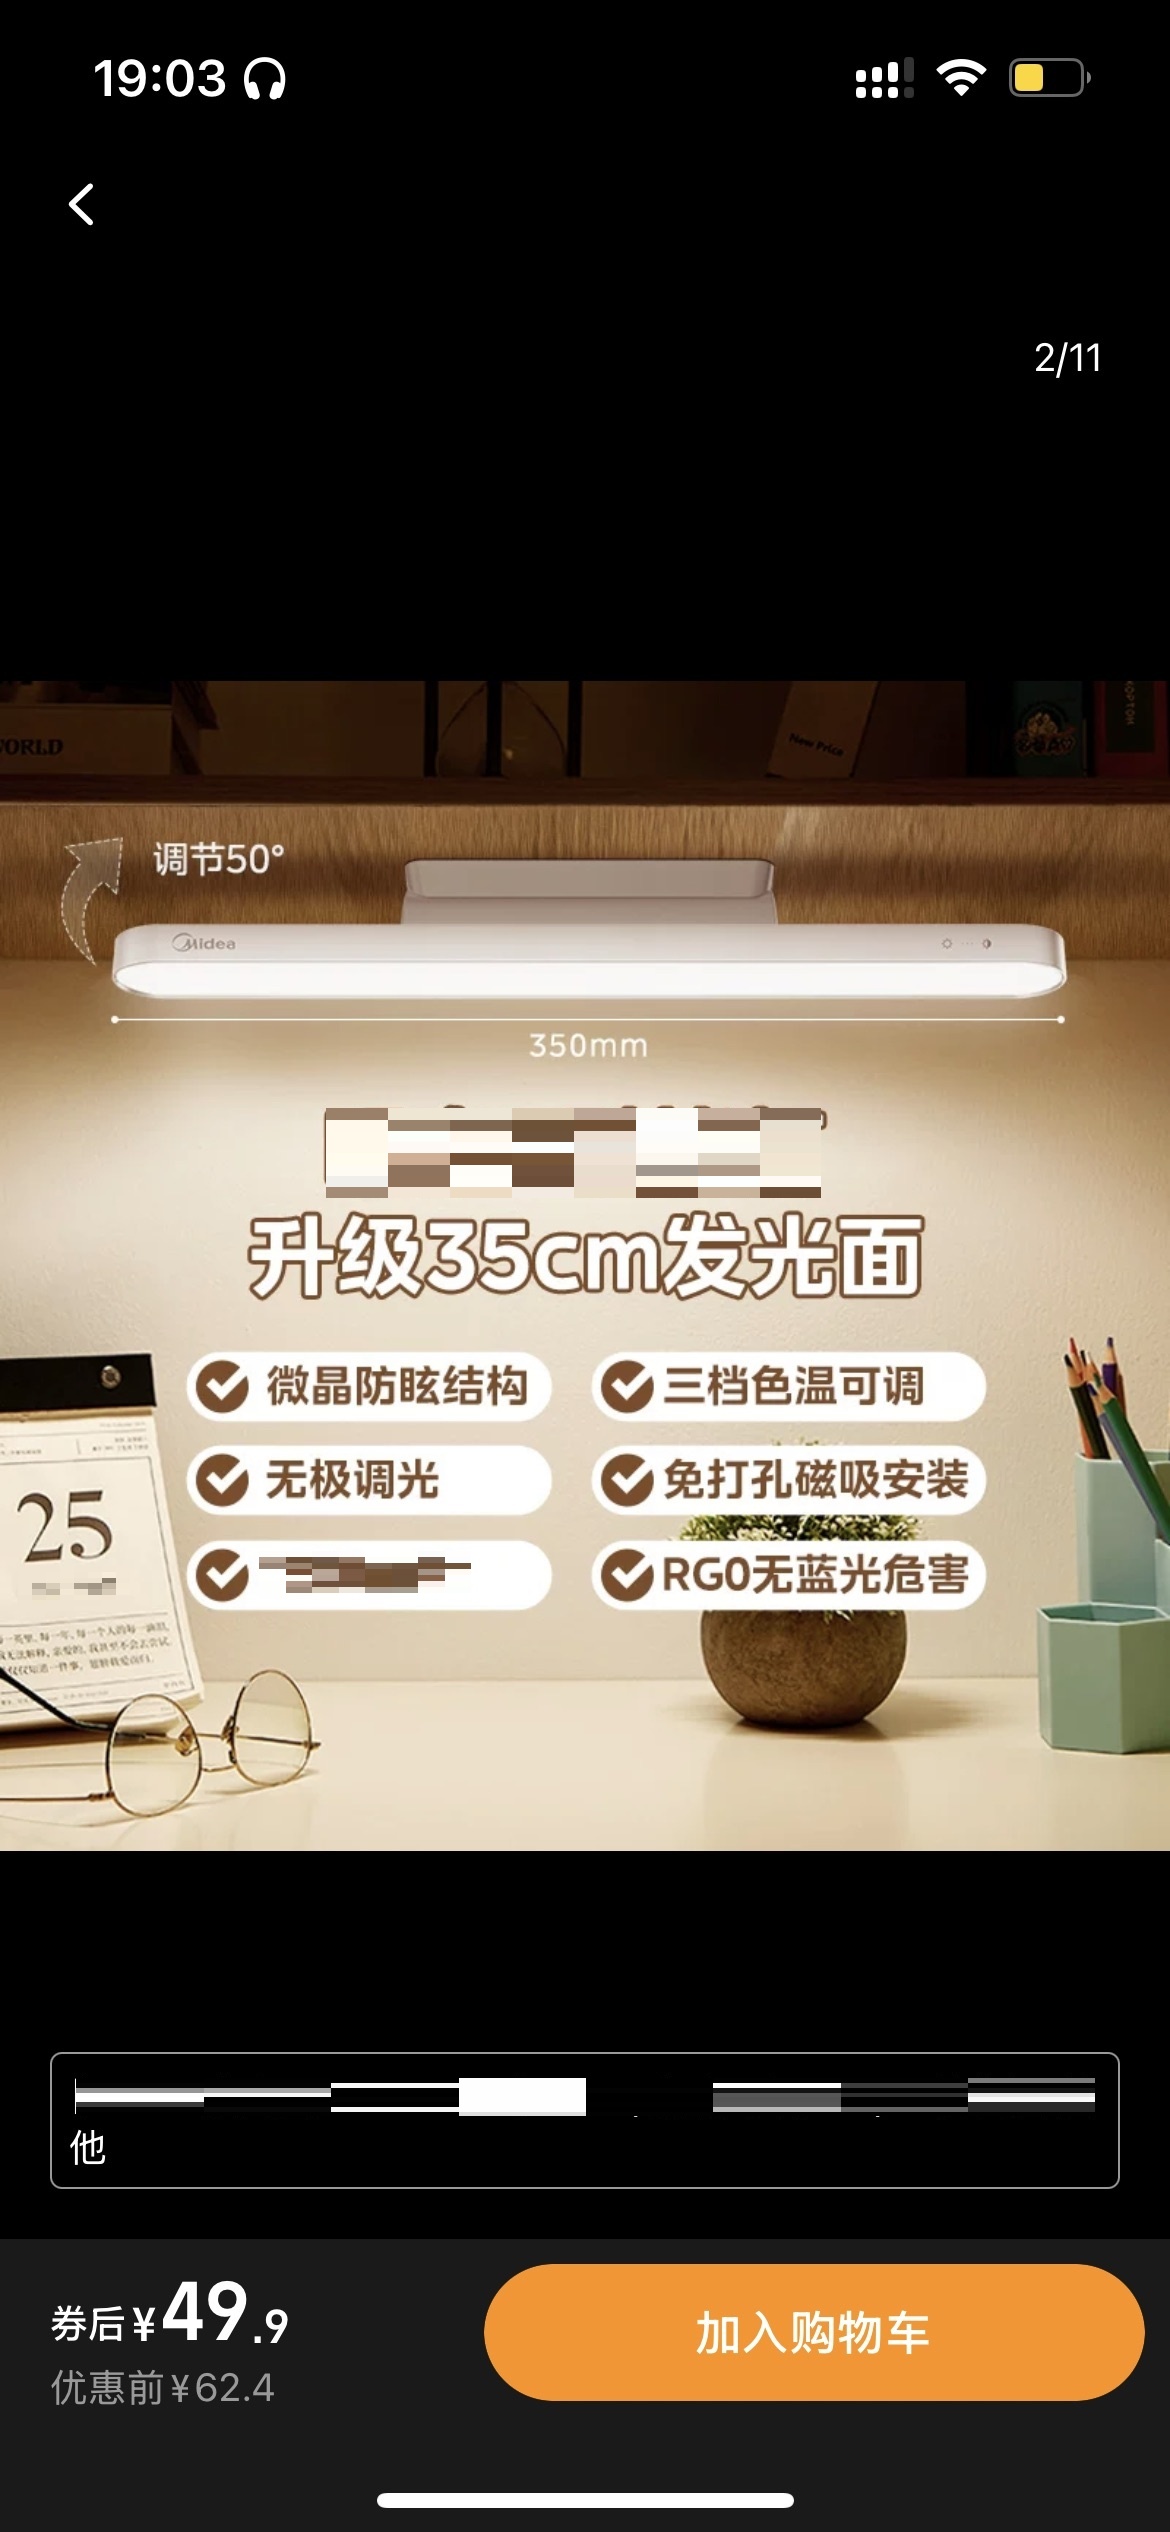 19:03
2/11
WORLD
New Price
调节50°
Midea
350mm
升级35cm发光面
微晶防眩结构
三档色温可调
无极调光
免打孔磁吸安装
RG0无蓝光危害
25
他
券后¥49.9
优惠前¥62.4
加入购物车